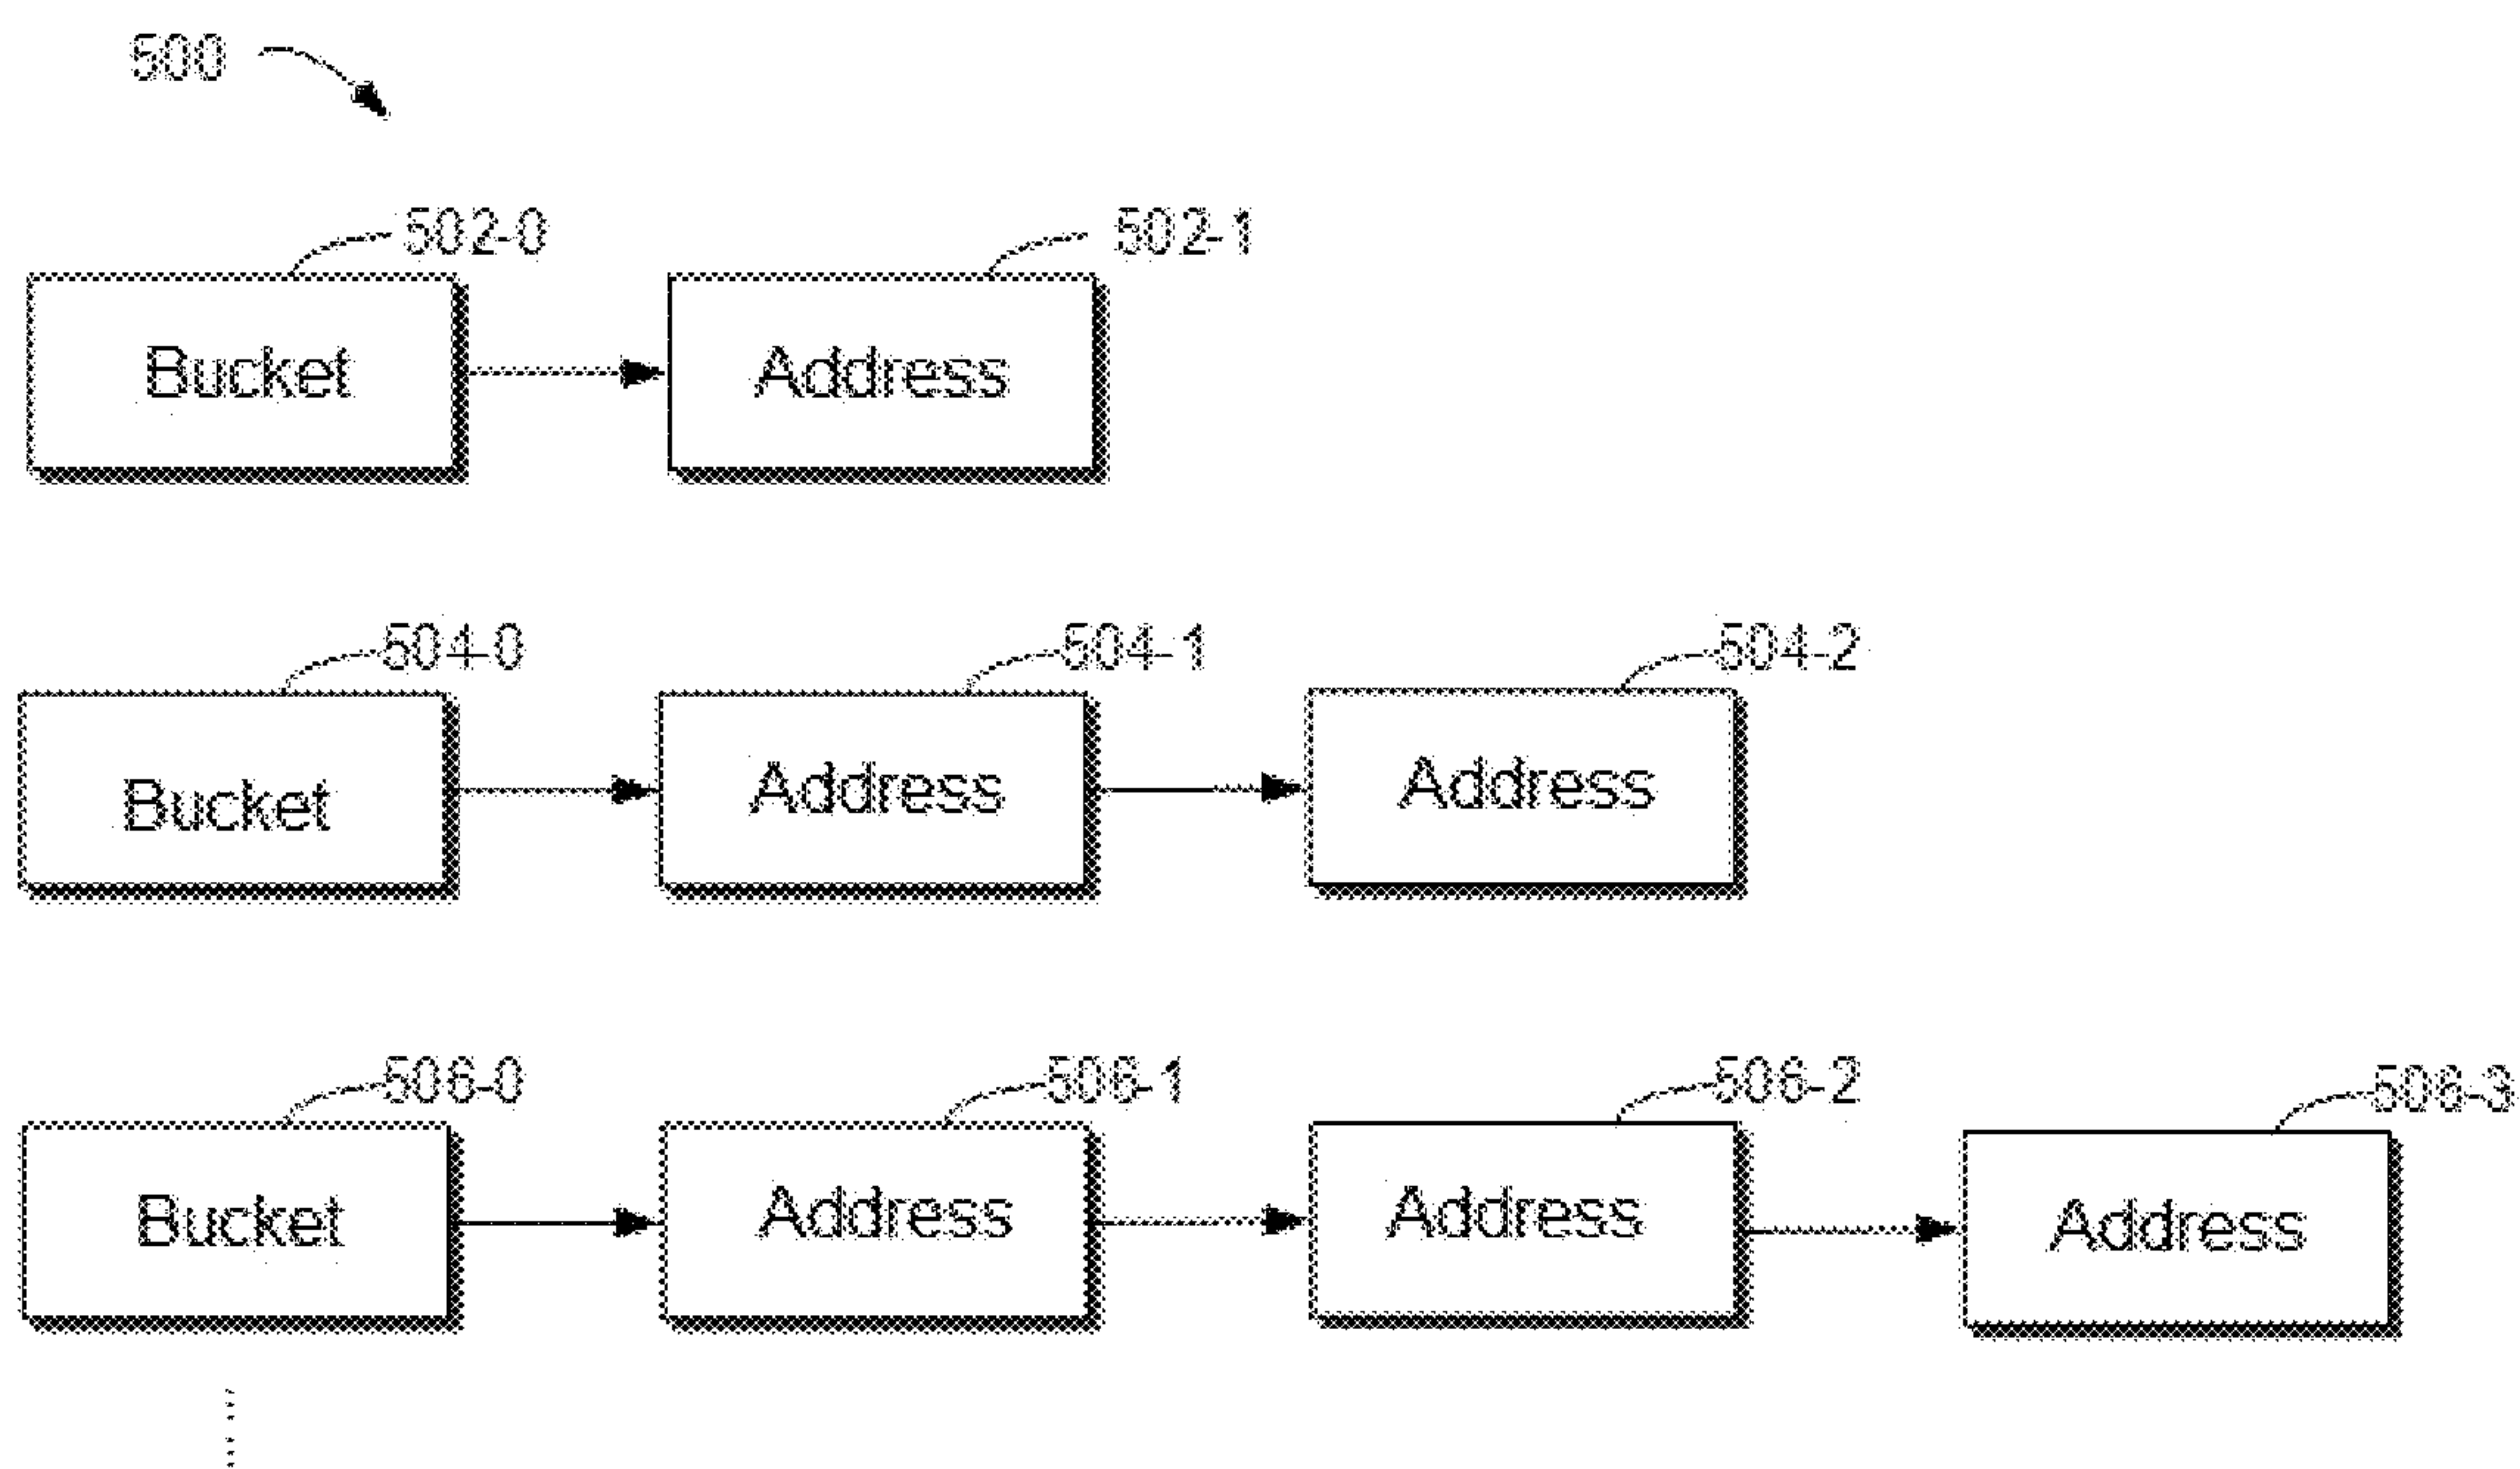 500
502-0 502-1
Bucket Address
504-0 504-1 504-2
Bucket Address Address
506-0 506-1 506-2 506-3
Bucket Address Address Address